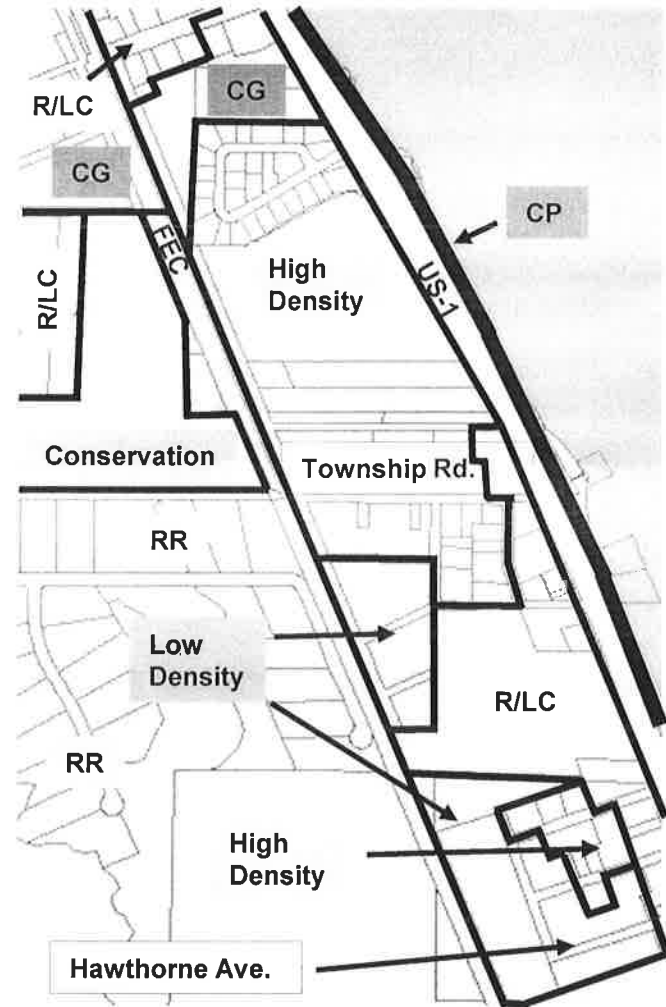 R/LC
CG
CG
CP
FEC
US-1
R/LC
High
Density
Conservation
Township Rd.
RR
Low
Density
R/LC
RR
High
Density
Hawthorne Ave.